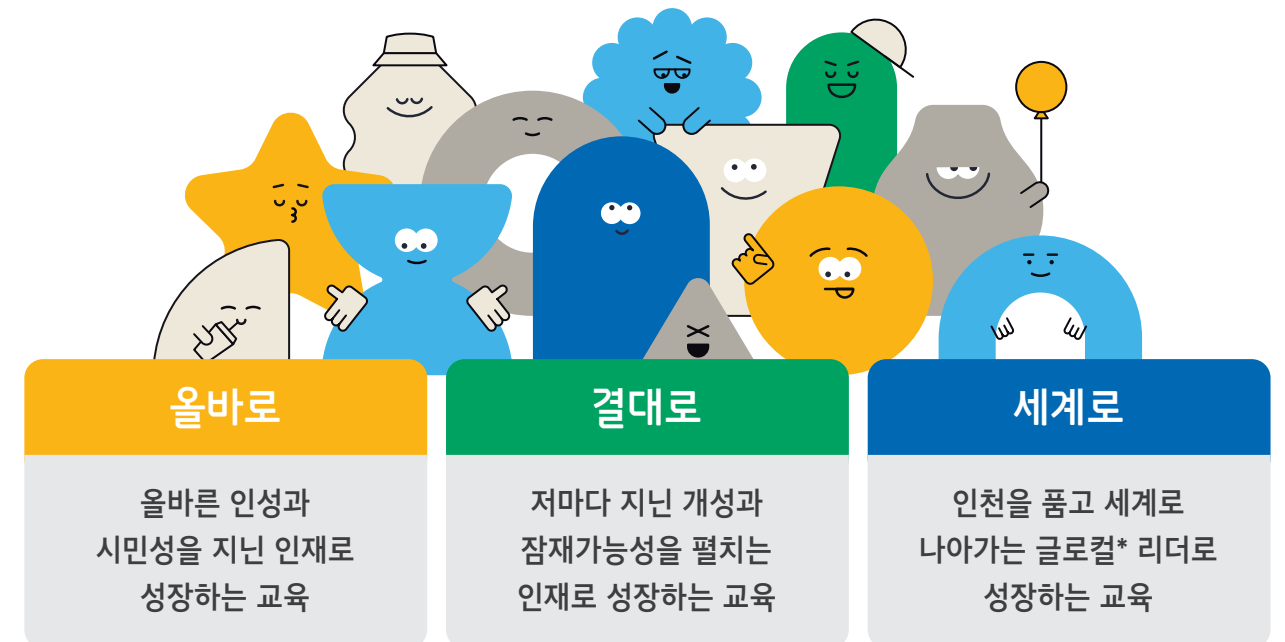 올바로
올바른 인성과
시민성을 지닌 인재로
성장하는 교육
결대로
저마다 지닌 개성과
잠재가능성을 펼치는
인재로 성장하는 교육
세계로
인천을 품고 세계로
나아가는 글로컬* 리더로
성장하는 교육